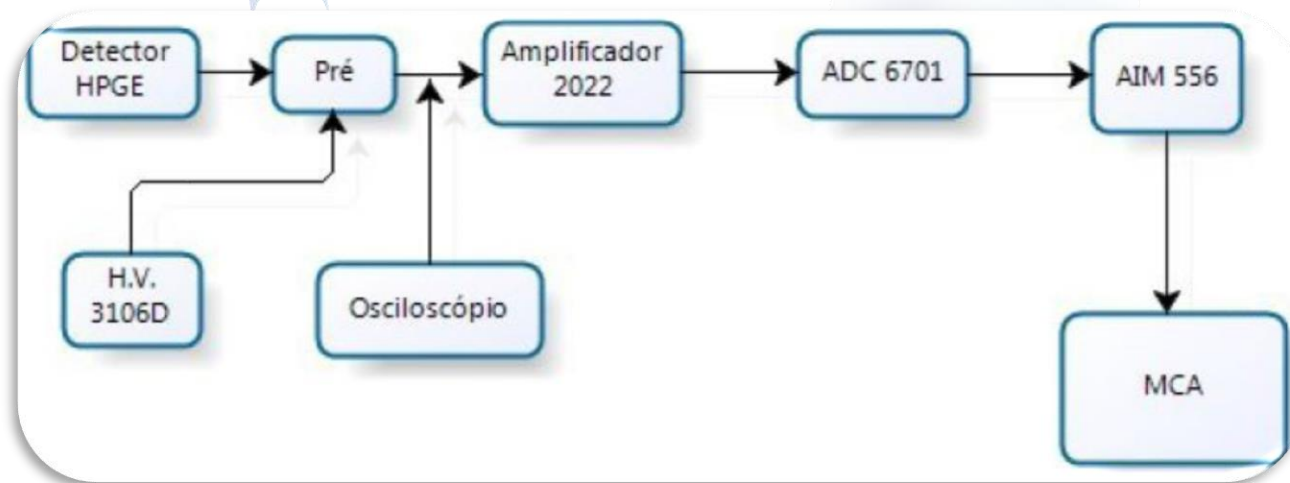 Detector
HPGE
Pré
Amplificador
2022
ADC 6701
AIM 556
H.V.
3106D
Osciloscópio
MCA